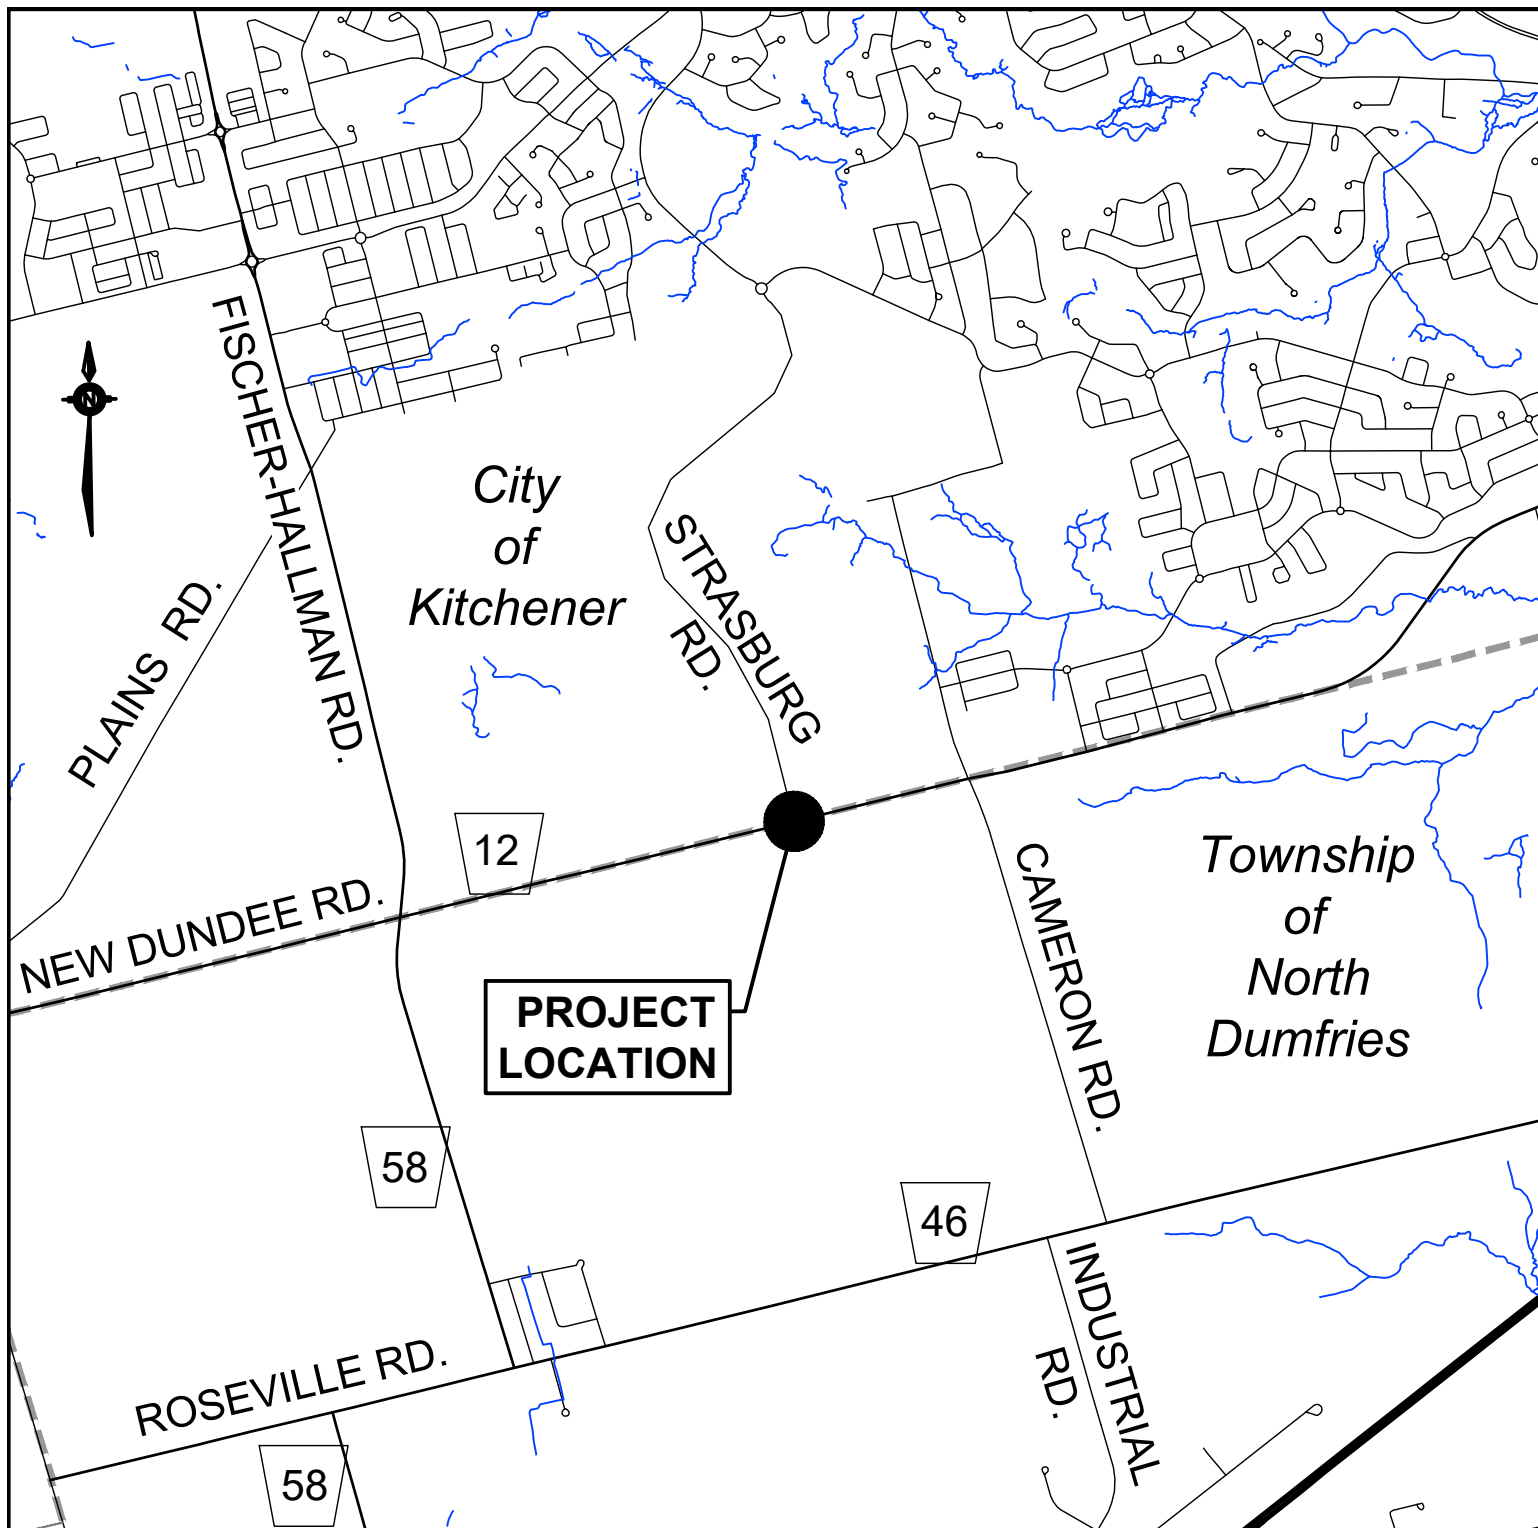 N
FISCHER-HALLMAN RD.
City
of
Kitchener
STRASBURG
RD.
PLAINS RD.
12
NEW DUNDEE RD.
Township
of
North
Dumfries
CAMERON RD.
PROJECT
LOCATION
58
46
INDUSTRIAL
RD.
ROSEVILLE RD.
58